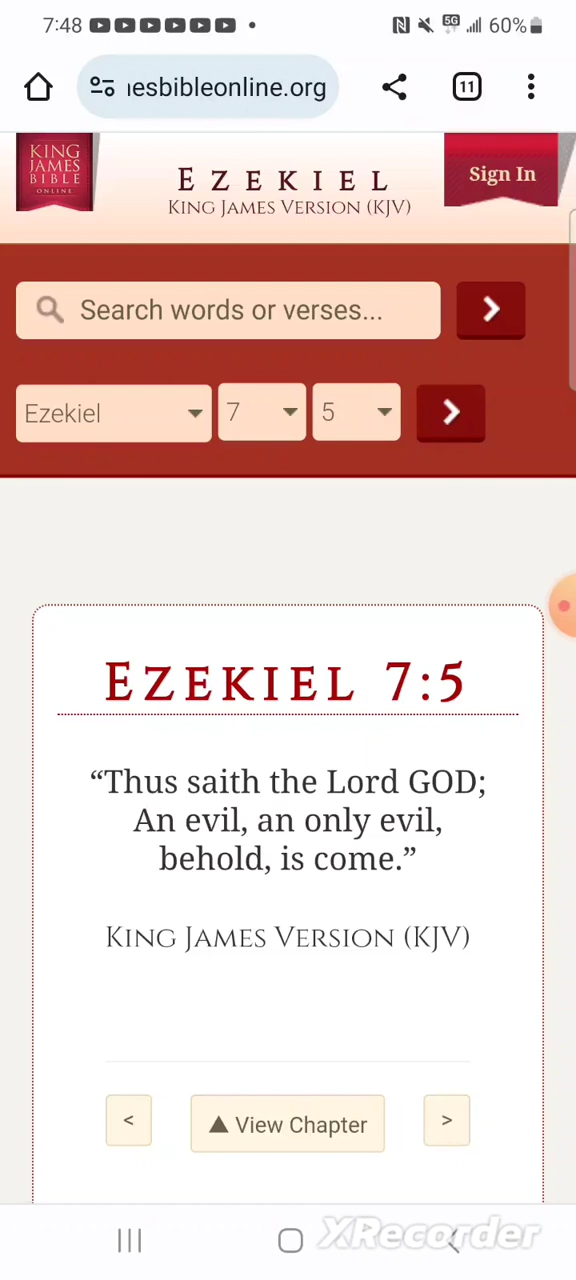 7:48 5G 60%
11
ıesbibleonline.org
KING
JAMES
BIBLE
ONLINE
EZEKIEL
KING JAMES VERSION (KJV)
Sign In
Search words or verses...
Ezekiel 7 5
EZEKIEL 7:5
“Thus saith the Lord GOD;
An evil, an only evil,
behold, is come.”
KING JAMES VERSION (KJV)
< ▲ View Chapter >
XRecorder